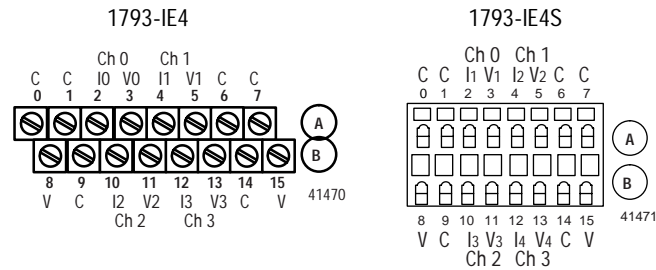 1793-IE4
Ch 0 Ch 1
C C I0 V0 I1 V1 C C
0 1 2 3 4 5 6 7
A
B
8 9 10 11 12 13 14 15
V C I2 V2 I3 V3 C V
Ch 2 Ch 3
41470
1793-IE4S
Ch 0 Ch 1
C C I1 V1 I2 V2 C C
0 1 2 3 4 5 6 7
A
B
8 9 10 11 12 13 14 15
V C I3 V3 I4 V4 C V
Ch 2 Ch 3
41471